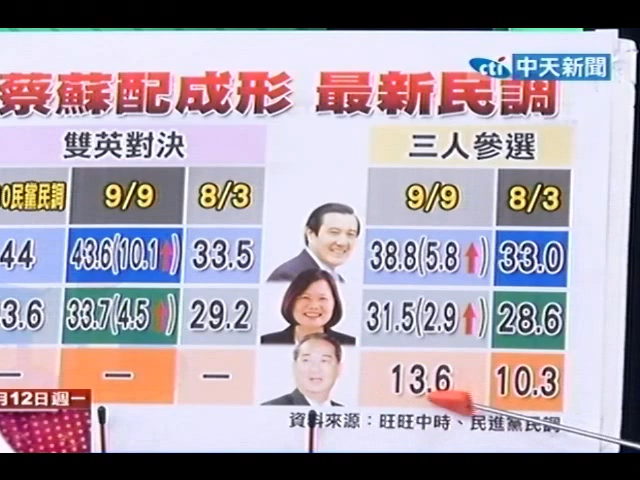 cti 中天新聞
蔡蘇配成形 最新民調
雙英對決 三人參選
0民黨民調 9/9 8/3 9/9 8/3
44 43.6(10.1↑) 33.5 38.8(5.8↑) 33.0
3.6 33.7(4.5↑) 29.2 31.5(2.9↑) 28.6
— — — 13.6 10.3
月12日週一
資料來源：旺旺中時、民進黨民調